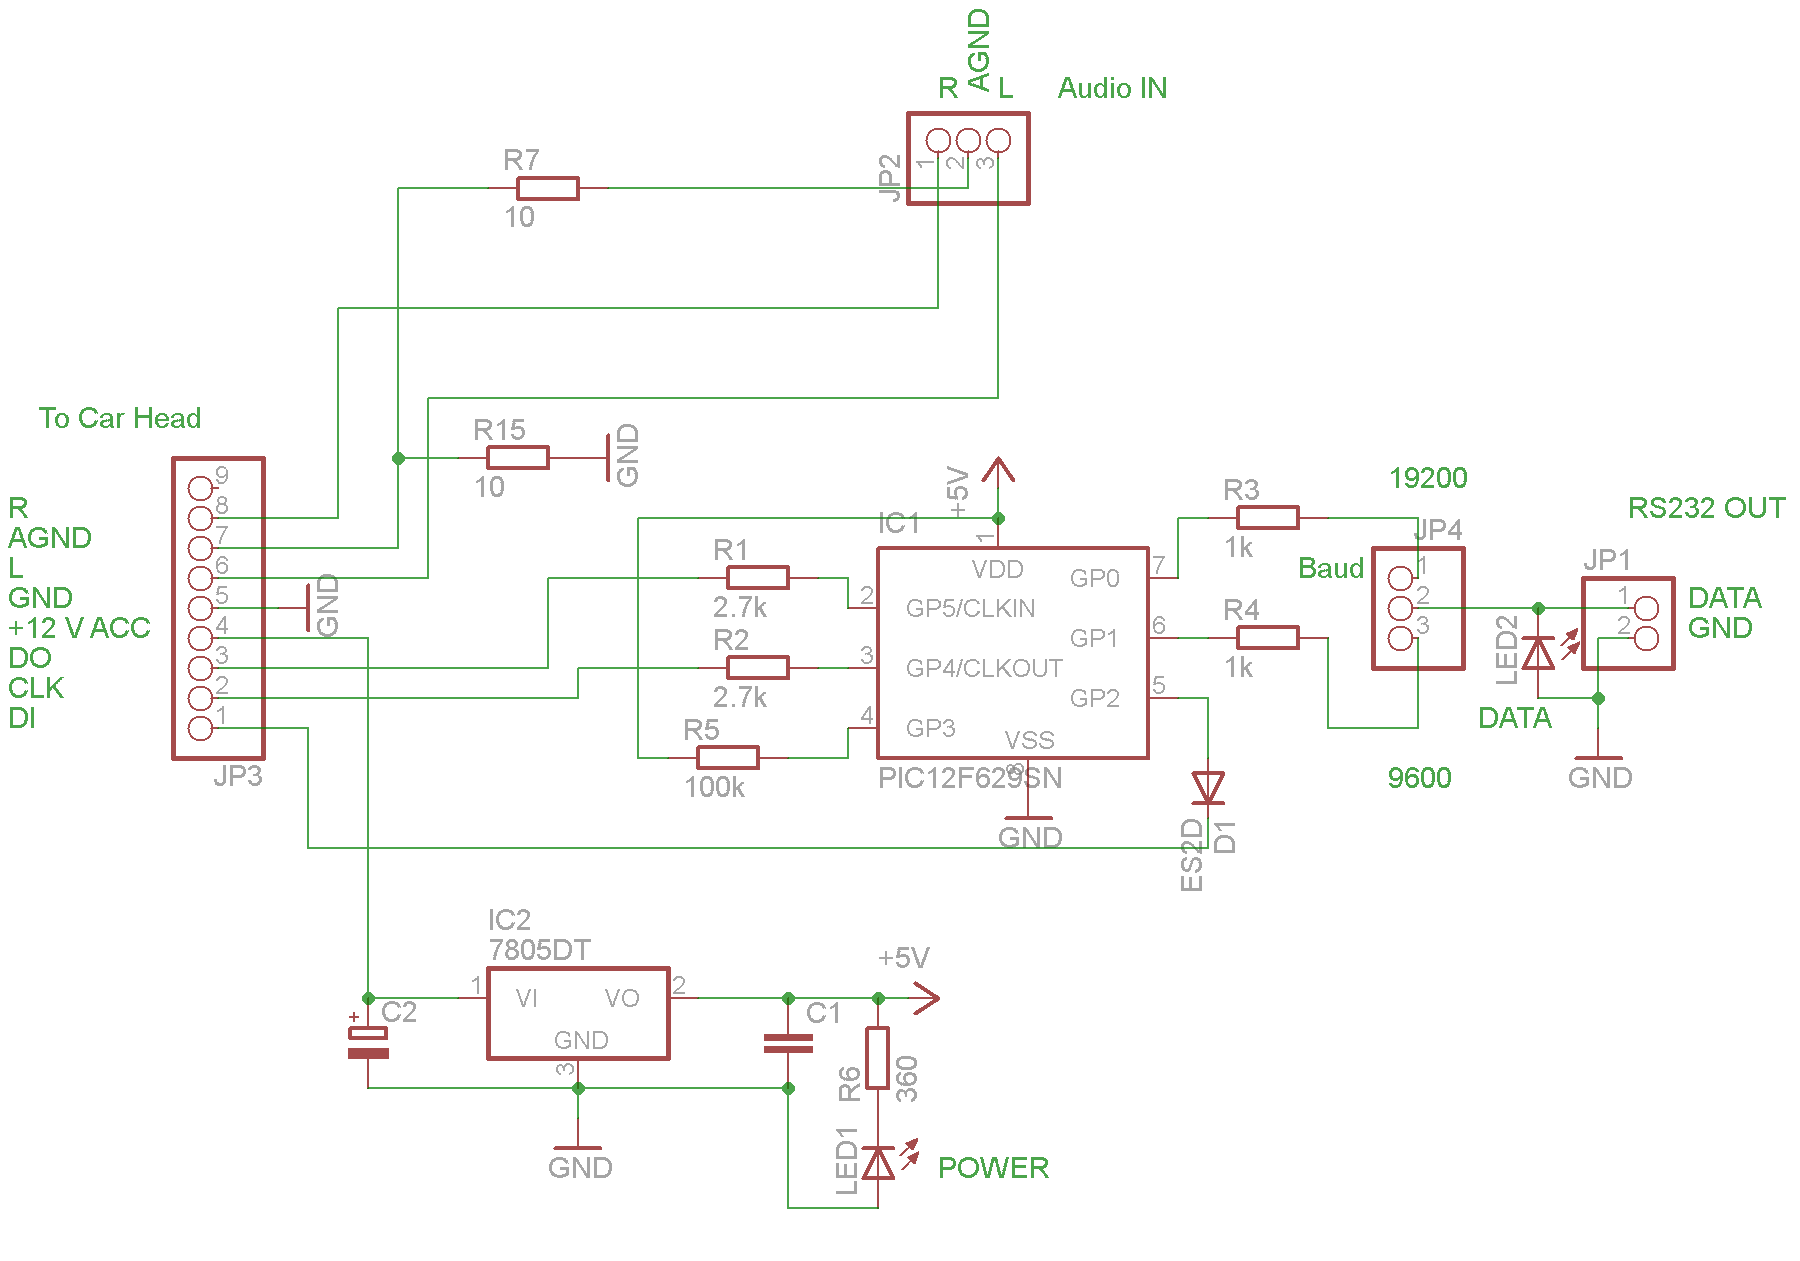 AGND
R
L
Audio IN
1
2
3
JP2
R7
10
To Car Head
R15
10
GND
9
8
7
6
5
4
3
2
1
R
AGND
L
GND
+12 V ACC
DO
CLK
DI
JP3
GND
+5V
IC1
1
VDD
R1
2.7k
R2
2.7k
R5
100k
2
GP5/CLKIN
3
GP4/CLKOUT
4
GP3
GP0
7
GP1
6
GP2
5
VSS
8
PIC12F629SN
GND
R3
1k
R4
1k
19200
JP4
Baud
1
2
3
9600
RS232 OUT
JP1
1
2
DATA
GND
LED2
DATA
GND
ES2D
D1
IC2
7805DT
1
VI
VO
2
GND
3
+
C2
GND
+5V
C1
R6
360
LED1
POWER